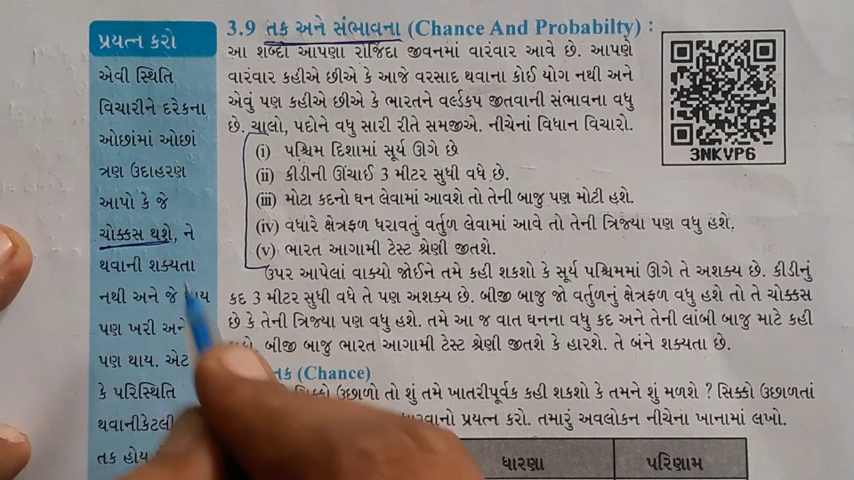 પ્રયત્ન કરો
એવી સ્થિતિ
વિચારીને દરેકના
ઓછાંમાં ઓછાં
ત્રણ ઉદાહરણ
આપો કે જે
ચોક્કસ થશે, ને
થવાની શક્યતા
નથી અને જે
પણ ખરી અને
પણ થાય.
કે પરિસ્થિતિ
થવાનીકેટલી
તક હોય
3.9 તક અને સંભાવના (Chance And Probabilty) :
આ શબ્દો આપણા રોજિંદા જીવનમાં વારંવાર આવે છે. આપણે
વારંવાર કહીએ છીએ કે આજે વરસાદ થવાના કોઈ યોગ નથી અને
એવું પણ કહીએ છીએ કે ભારતને વર્લ્ડકપ જીતવાની સંભાવના વધુ
છે. ચાલો, પદોને વધુ સારી રીતે સમજીએ. નીચેનાં વિધાન વિચારો.
(i) પશ્ચિમ દિશામાં સૂર્ય ઊગે છે
(ii) કીડીની ઊંચાઈ 3 મીટર સુધી વધે છે.
(iii) મોટા કદનો ઘન લેવામાં આવશે તો તેની બાજુ પણ મોટી હશે.
(iv) વધારે ક્ષેત્રફળ ધરાવતું વર્તુળ લેવામાં આવે તો તેની ત્રિજ્યા પણ વધુ હશે.
(v) ભારત આગામી ટેસ્ટ શ્રેણી જીતશે.
ઉપર આપેલાં વાક્યો જોઈને તમે કહી શકશો કે સૂર્ય પશ્ચિમમાં ઊગે તે અશક્ય છે. કીડીનું
કદ 3 મીટર સુધી વધે તે પણ અશક્ય છે. બીજી બાજુ જો વર્તુળનું ક્ષેત્રફળ વધુ હશે તો તે ચોક્કસ
છે કે તેની ત્રિજ્યા પણ વધુ હશે. તમે આ જ વાત ઘનના વધુ કદ અને તેની લાંબી બાજુ માટે કહી
બીજી બાજુ ભારત આગામી ટેસ્ટ શ્રેણી જીતશે કે હારશે. તે બંને શક્યતા છે.
તક (Chance)
સિક્કો ઉછાળો તો શું તમે ખાતરીપૂર્વક કહી શકશો કે તમને શું મળશે ? સિક્કો ઉછાળતાં
ધારવાનો પ્રયત્ન કરો. તમારું અવલોકન નીચેના ખાનામાં લખો.
ધારણા
પરિણામ
3NKVP6